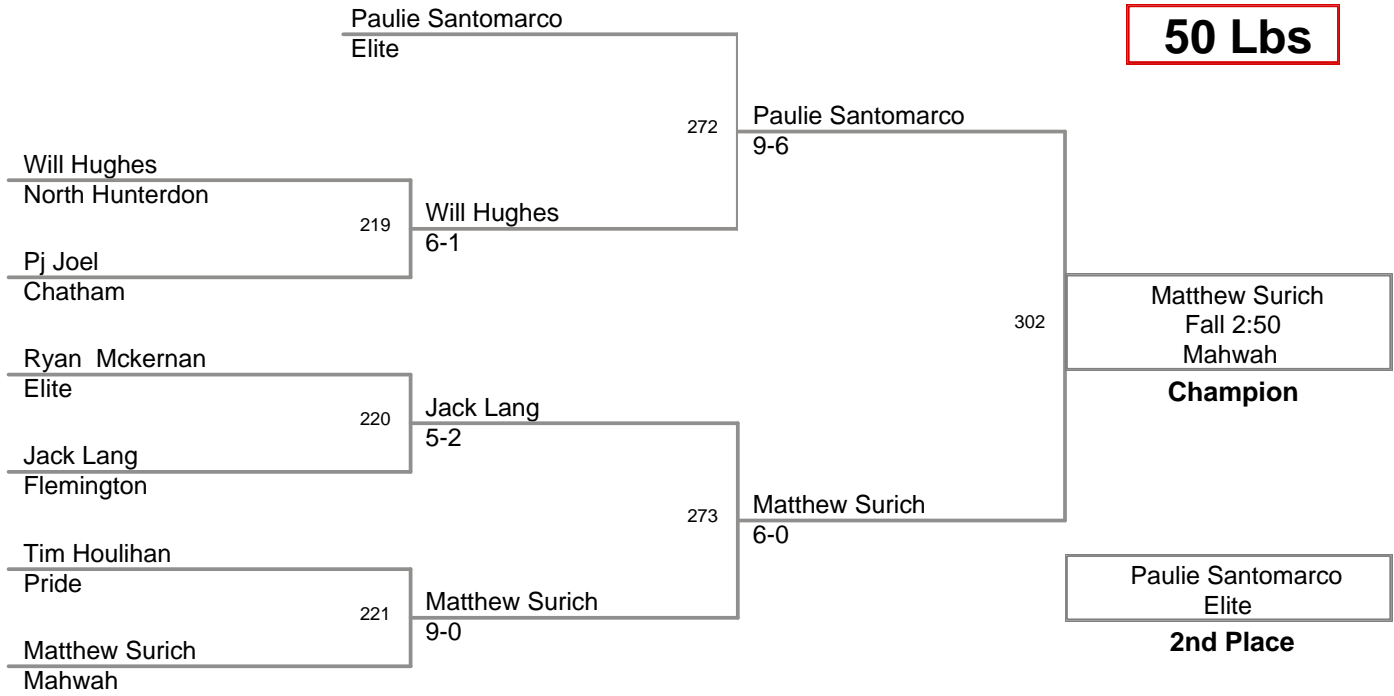 Paulie Santomarco
Elite
50 Lbs
272
Paulie Santomarco
9-6
Will Hughes
North Hunterdon
219
Will Hughes
6-1
Pj Joel
Chatham
302
Matthew Surich
Fall 2:50
Mahwah
Champion
Ryan  Mckernan
Elite
220
Jack Lang
5-2
Jack Lang
Flemington
273
Matthew Surich
6-0
Tim Houlihan
Pride
221
Matthew Surich
9-0
Matthew Surich
Mahwah
Paulie Santomarco
Elite
2nd Place